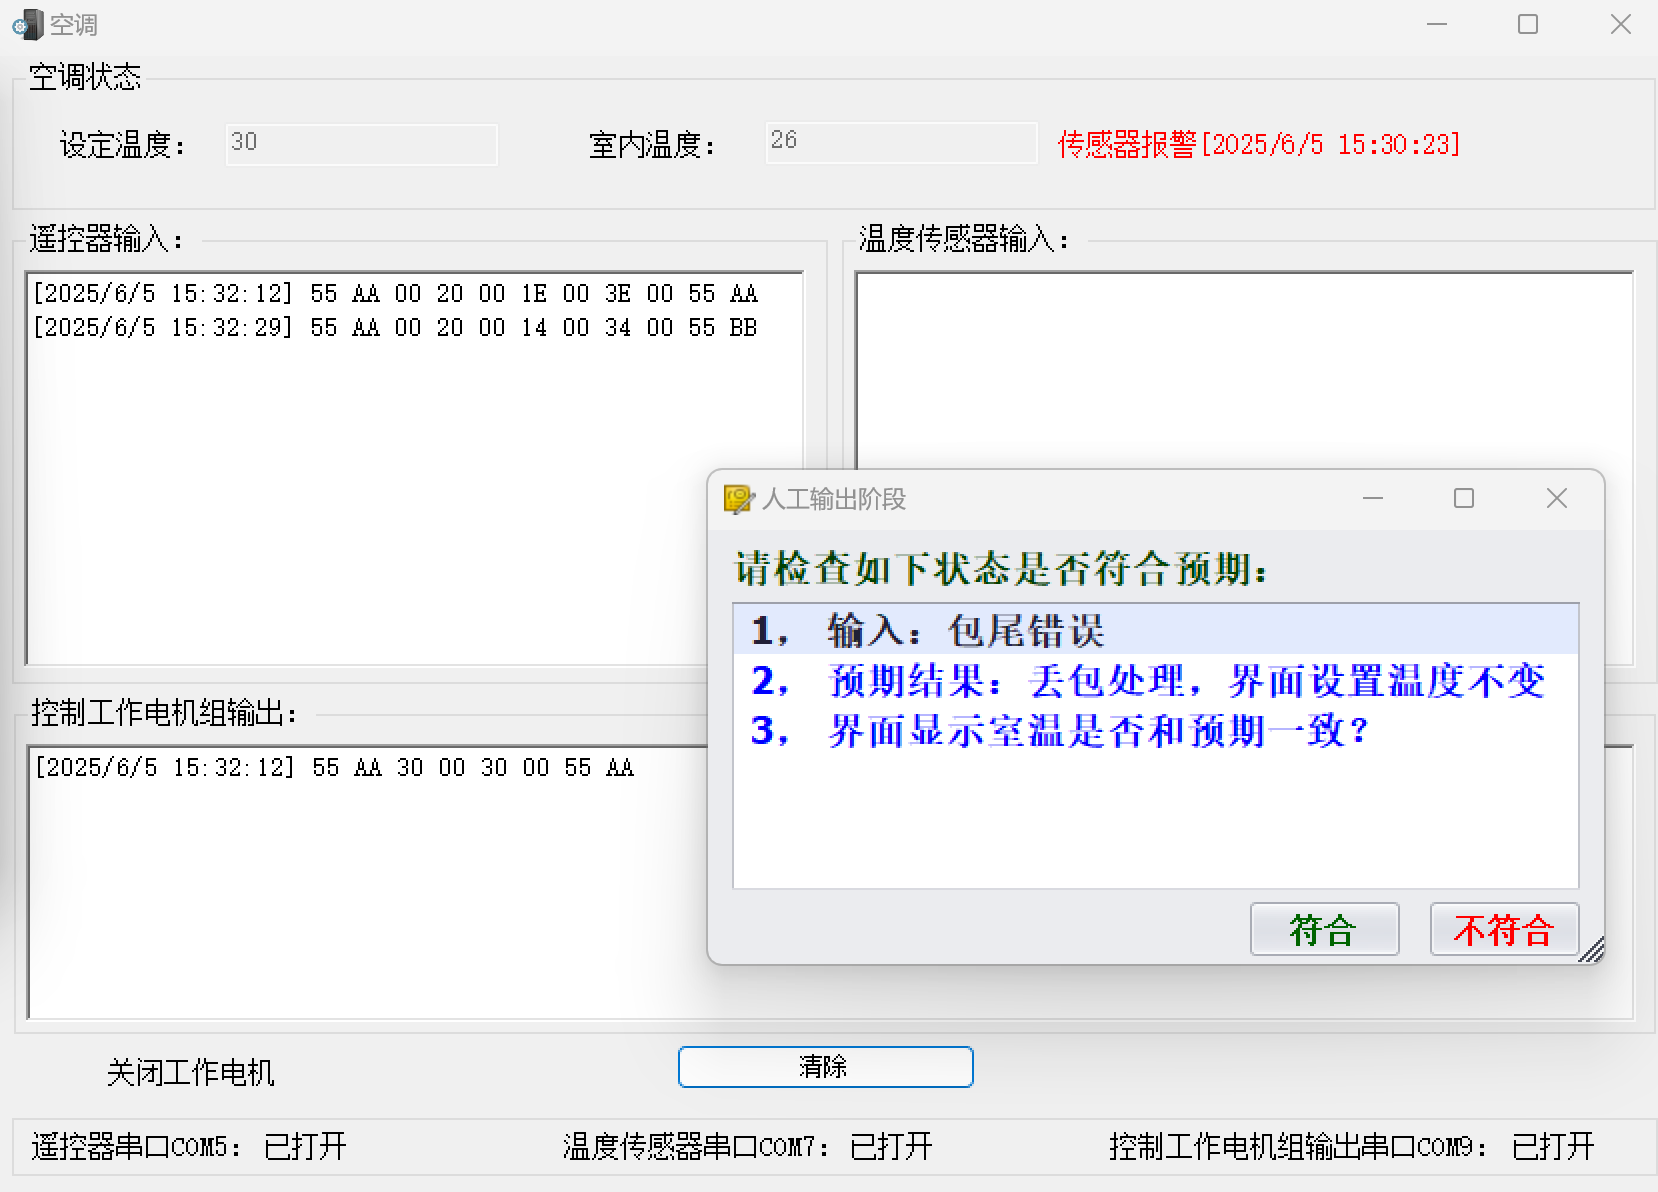 空调
空调状态
设定温度： 30 室内温度： 26 传感器报警[2025/6/5 15:30:23]
遥控器输入：
[2025/6/5 15:32:12] 55 AA 00 20 00 1E 00 3E 00 55 AA
[2025/6/5 15:32:29] 55 AA 00 20 00 14 00 34 00 55 BB
温度传感器输入：
控制工作电机组输出：
[2025/6/5 15:32:12] 55 AA 30 00 30 00 55 AA
人工输出阶段
请检查如下状态是否符合预期：
1， 输入：包尾错误
2， 预期结果：丢包处理，界面设置温度不变
3， 界面显示室温是否和预期一致？
符合 不符合
关闭工作电机 清除
遥控器串口COM5： 已打开 温度传感器串口COM7： 已打开 控制工作电机组输出串口COM9： 已打开